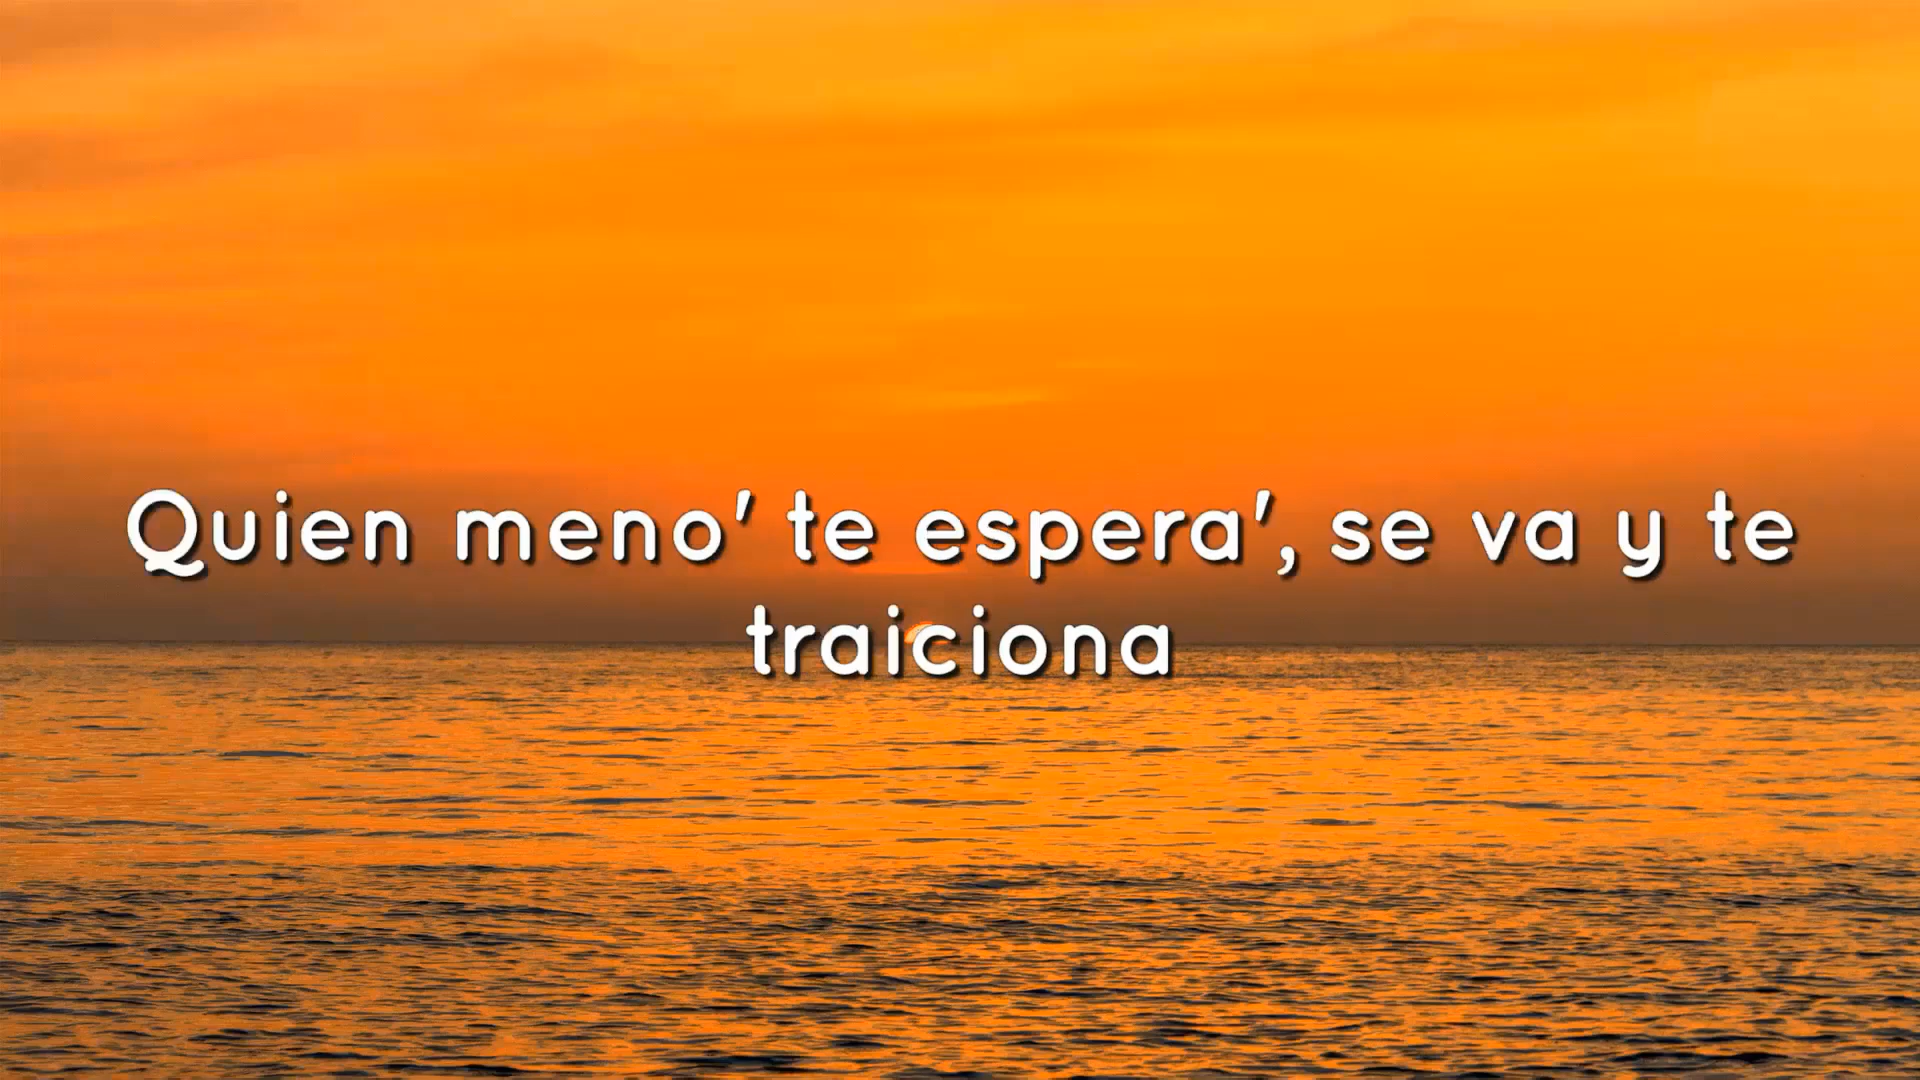 Quien meno' te espera', se va y te
traiciona